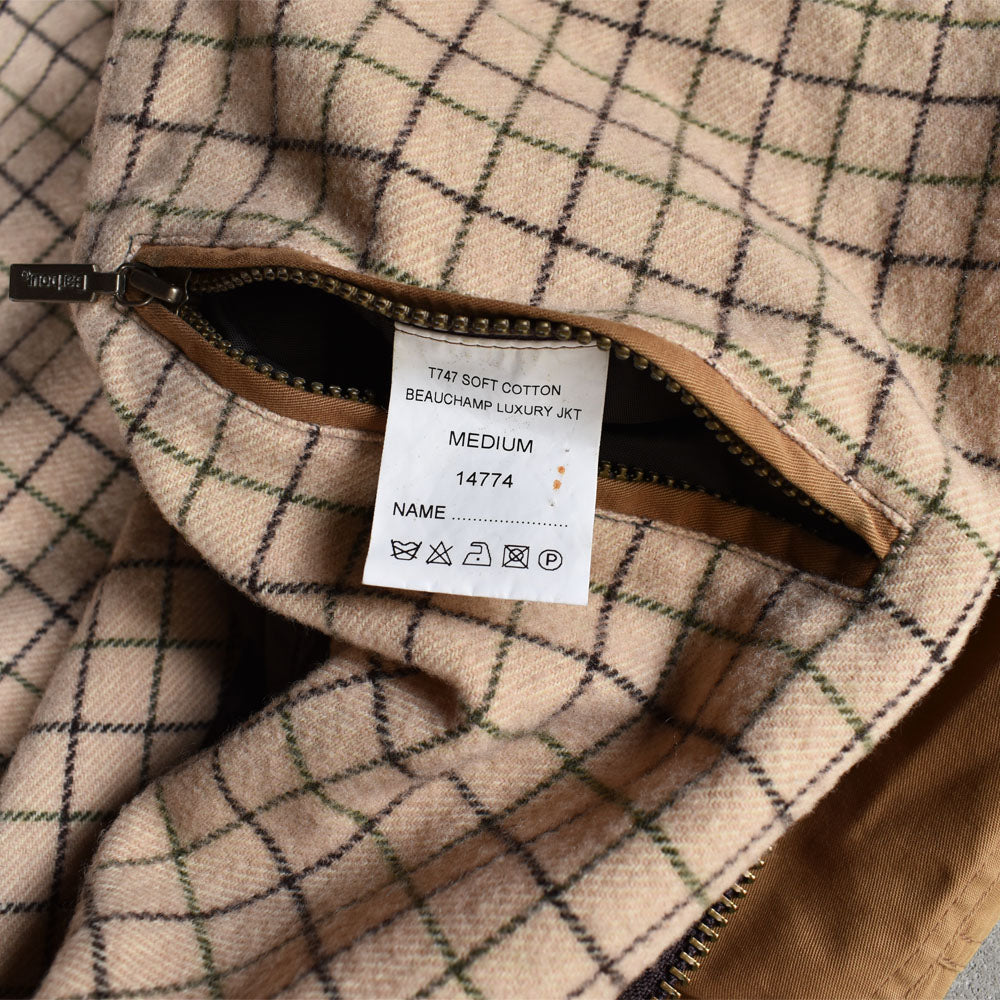 T747 SOFT COTTON
BEAUCHAMP LUXURY JKT
MEDIUM
14774
NAME ........................
P